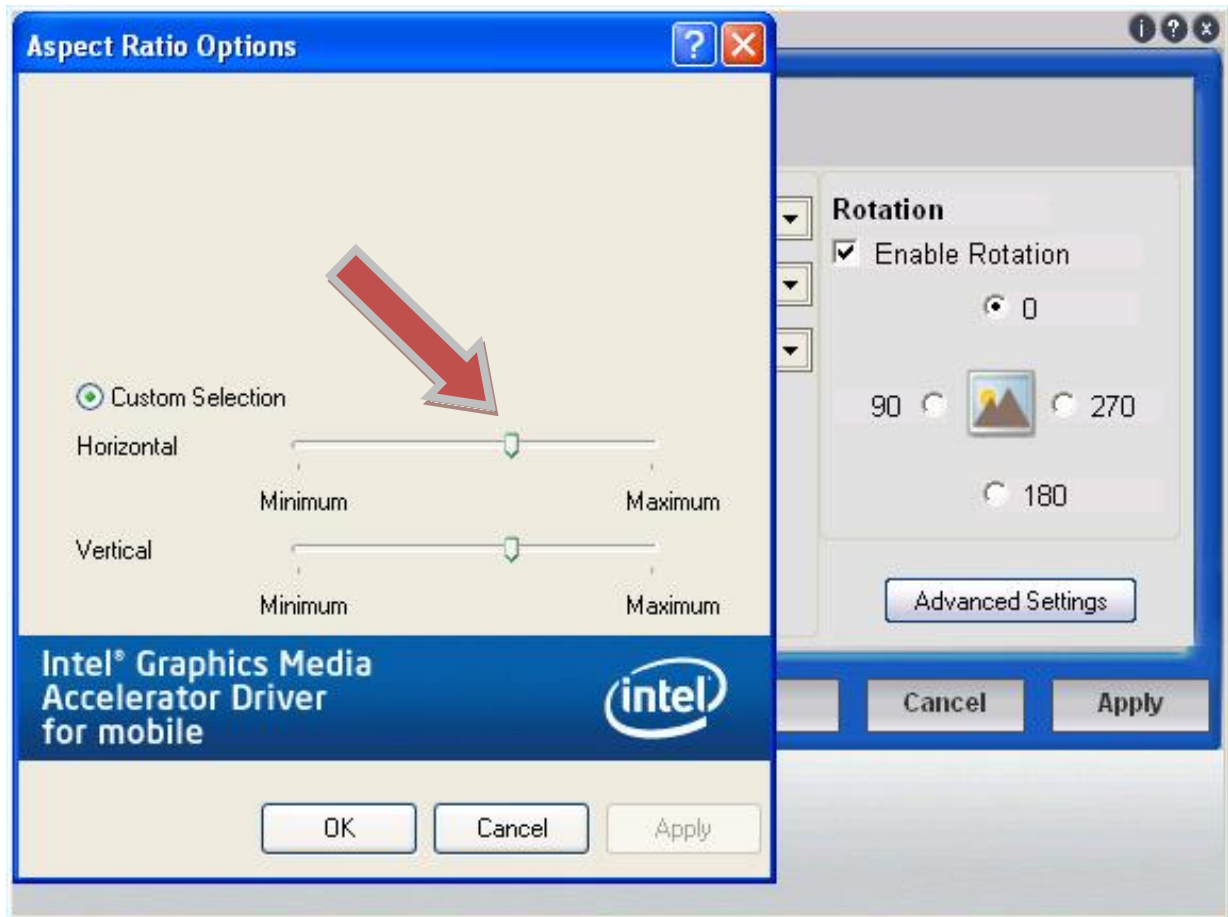 Aspect Ratio Options
Custom Selection
Horizontal
Minimum Maximum
Vertical
Minimum Maximum
Intel® Graphics Media
Accelerator Driver
for mobile
intel
OK Cancel Apply
Rotation
Enable Rotation
0
90 270
180
Advanced Settings
Cancel Apply